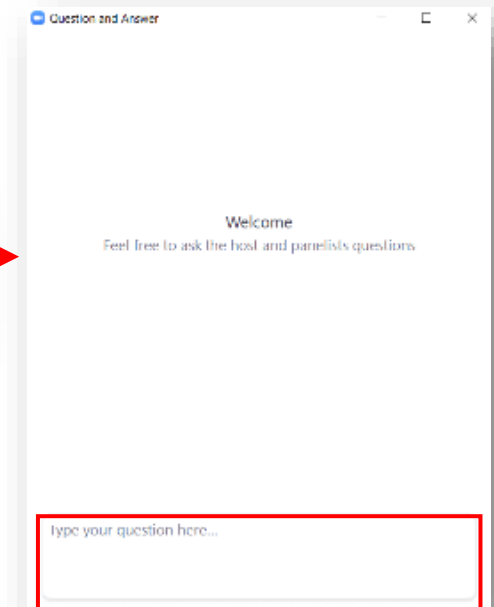 Question and Answer
Welcome
Feel free to ask the host and panelists questions
Type your question here...